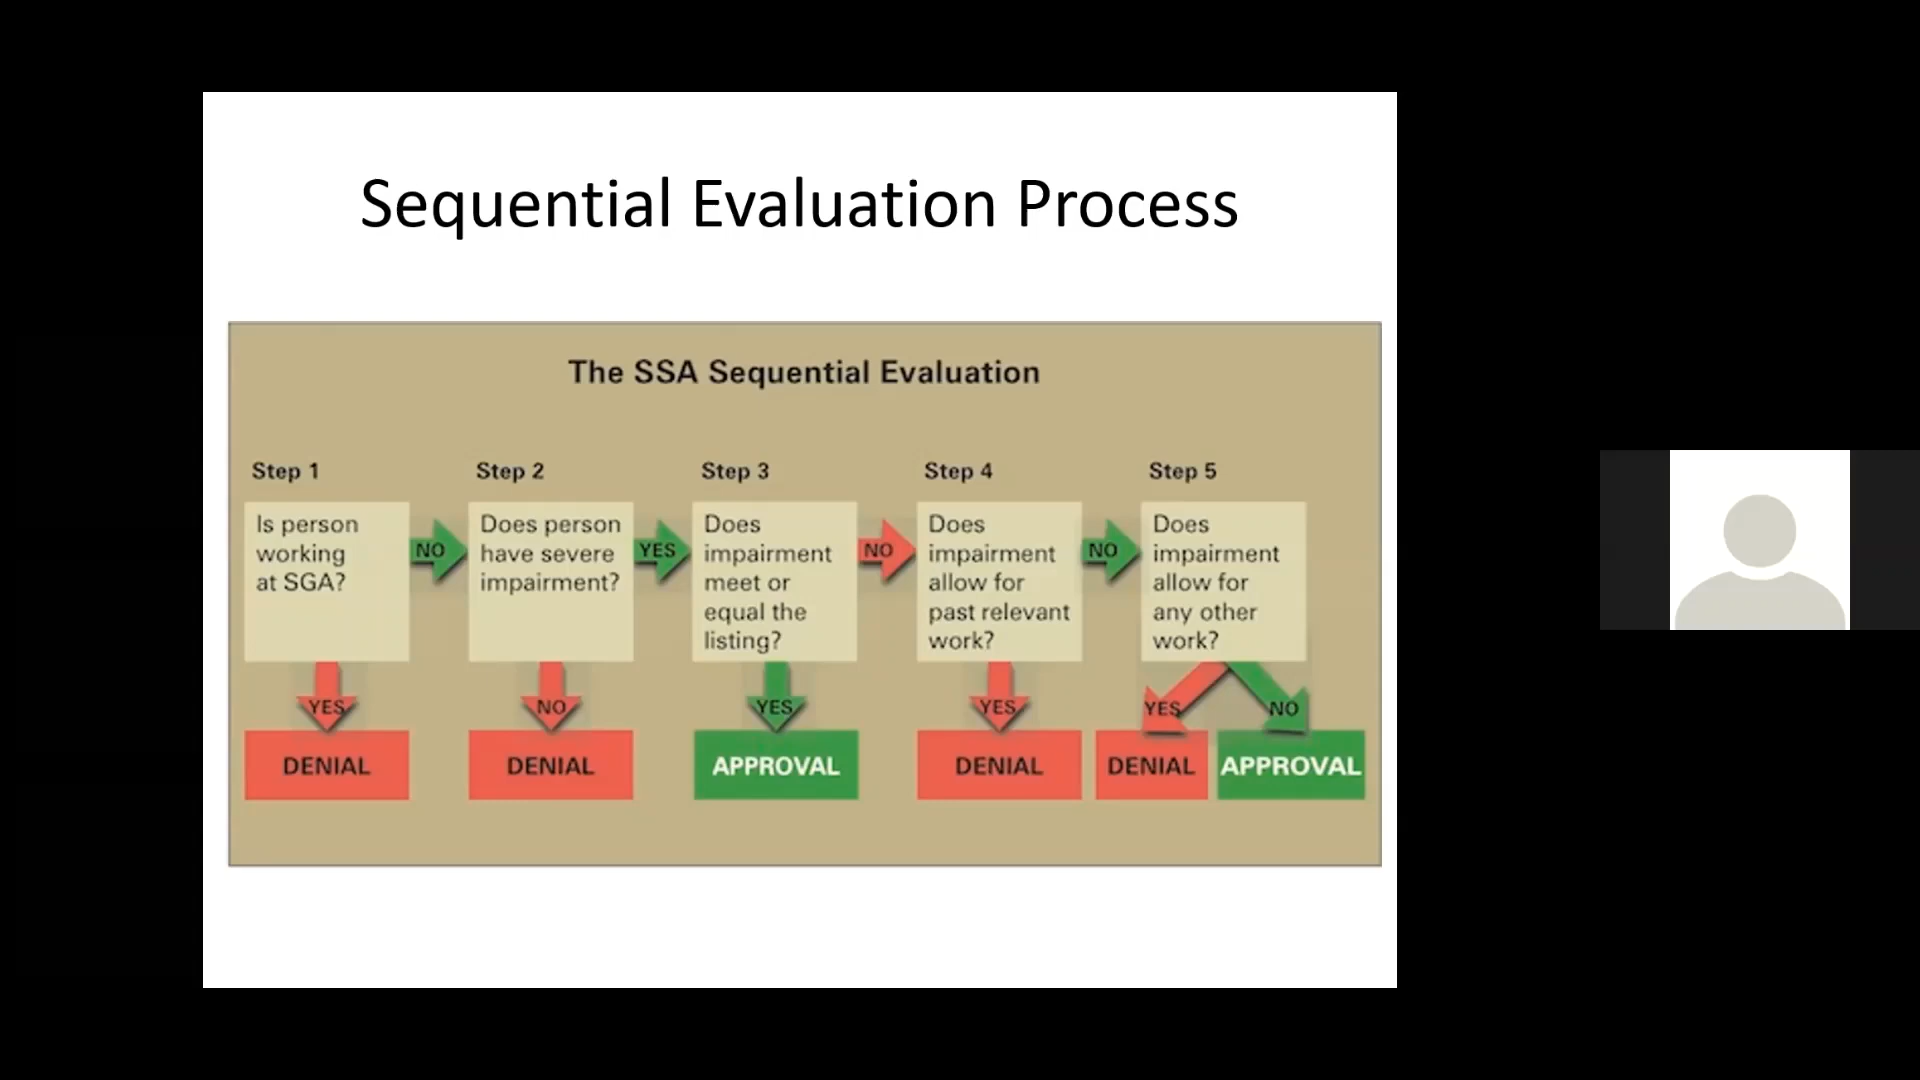 Sequential Evaluation Process
The SSA Sequential Evaluation
Step 1
Is person
working
at SGA?
NO
YES
DENIAL
Step 2
Does person
have severe
impairment?
YES
NO
DENIAL
Step 3
Does
impairment
meet or
equal the
listing?
NO
YES
APPROVAL
Step 4
Does
impairment
allow for
past relevant
work?
NO
YES
DENIAL
Step 5
Does
impairment
allow for
any other
work?
YES
NO
DENIAL
APPROVAL